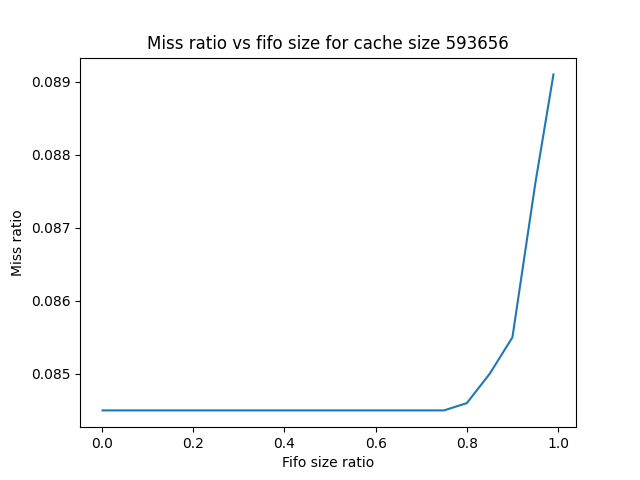 Miss ratio vs fifo size for cache size 593656
0.089
0.088
0.087
0.086
0.085
Miss ratio
0.0 0.2 0.4 0.6 0.8 1.0
Fifo size ratio